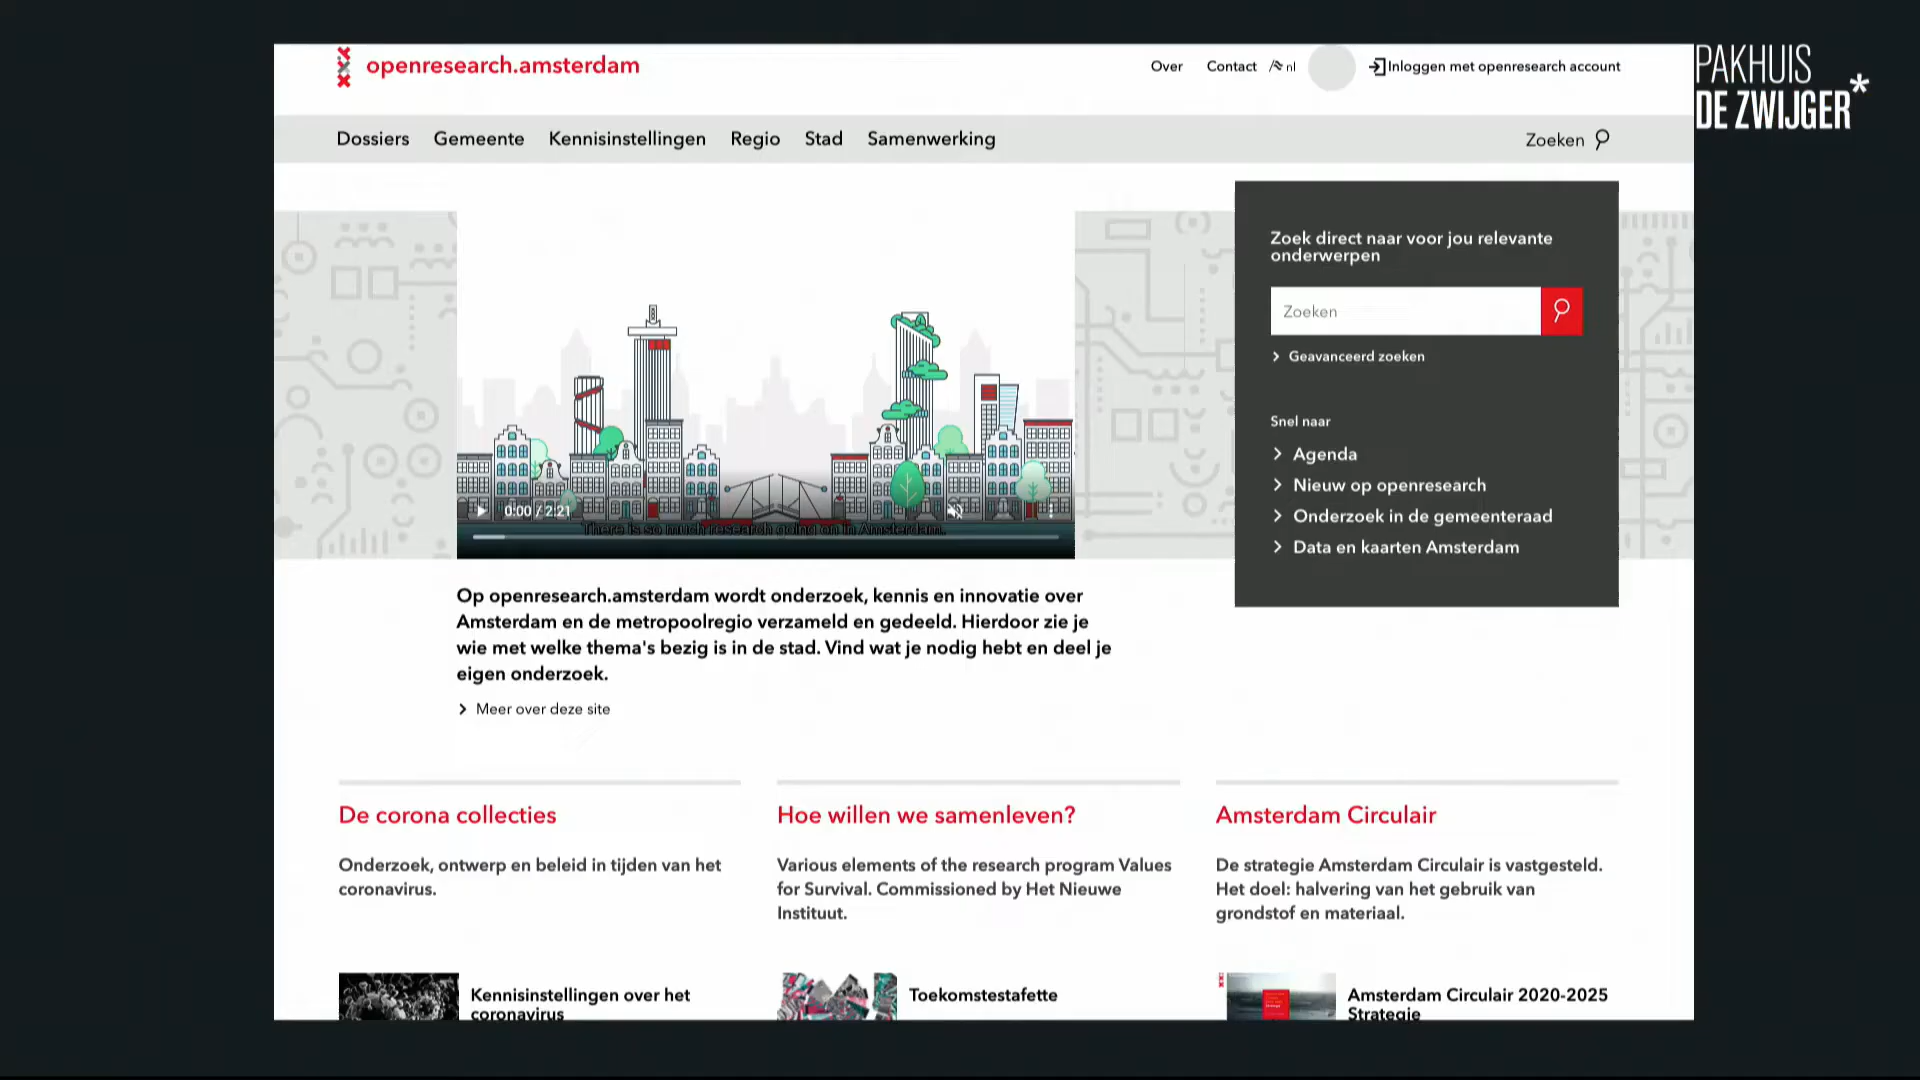 openresearch.amsterdam
Over Contact nl Inloggen met openresearch account
PAKHUIS
DE ZWIJGER*
Dossiers Gemeente Kennisinstellingen Regio Stad Samenwerking Zoeken
Zoek direct naar voor jou relevante
onderwerpen
Zoeken
Geavanceerd zoeken
Snel naar
Agenda
Nieuw op openresearch
Onderzoek in de gemeenteraad
Data en kaarten Amsterdam
0:00 / 2:21
There is so much research going on in Amsterdam.
Op openresearch.amsterdam wordt onderzoek, kennis en innovatie over
Amsterdam en de metropoolregio verzameld en gedeeld. Hierdoor zie je
wie met welke thema's bezig is in de stad. Vind wat je nodig hebt en deel je
eigen onderzoek.
Meer over deze site
De corona collecties
Onderzoek, ontwerp en beleid in tijden van het
coronavirus.
Kennisinstellingen over het
coronavirus
Hoe willen we samenleven?
Various elements of the research program Values
for Survival. Commissioned by Het Nieuwe
Instituut.
Toekomstestafette
Amsterdam Circulair
De strategie Amsterdam Circulair is vastgesteld.
Het doel: halvering van het gebruik van
grondstof en materiaal.
Amsterdam Circulair 2020-2025
Strategie